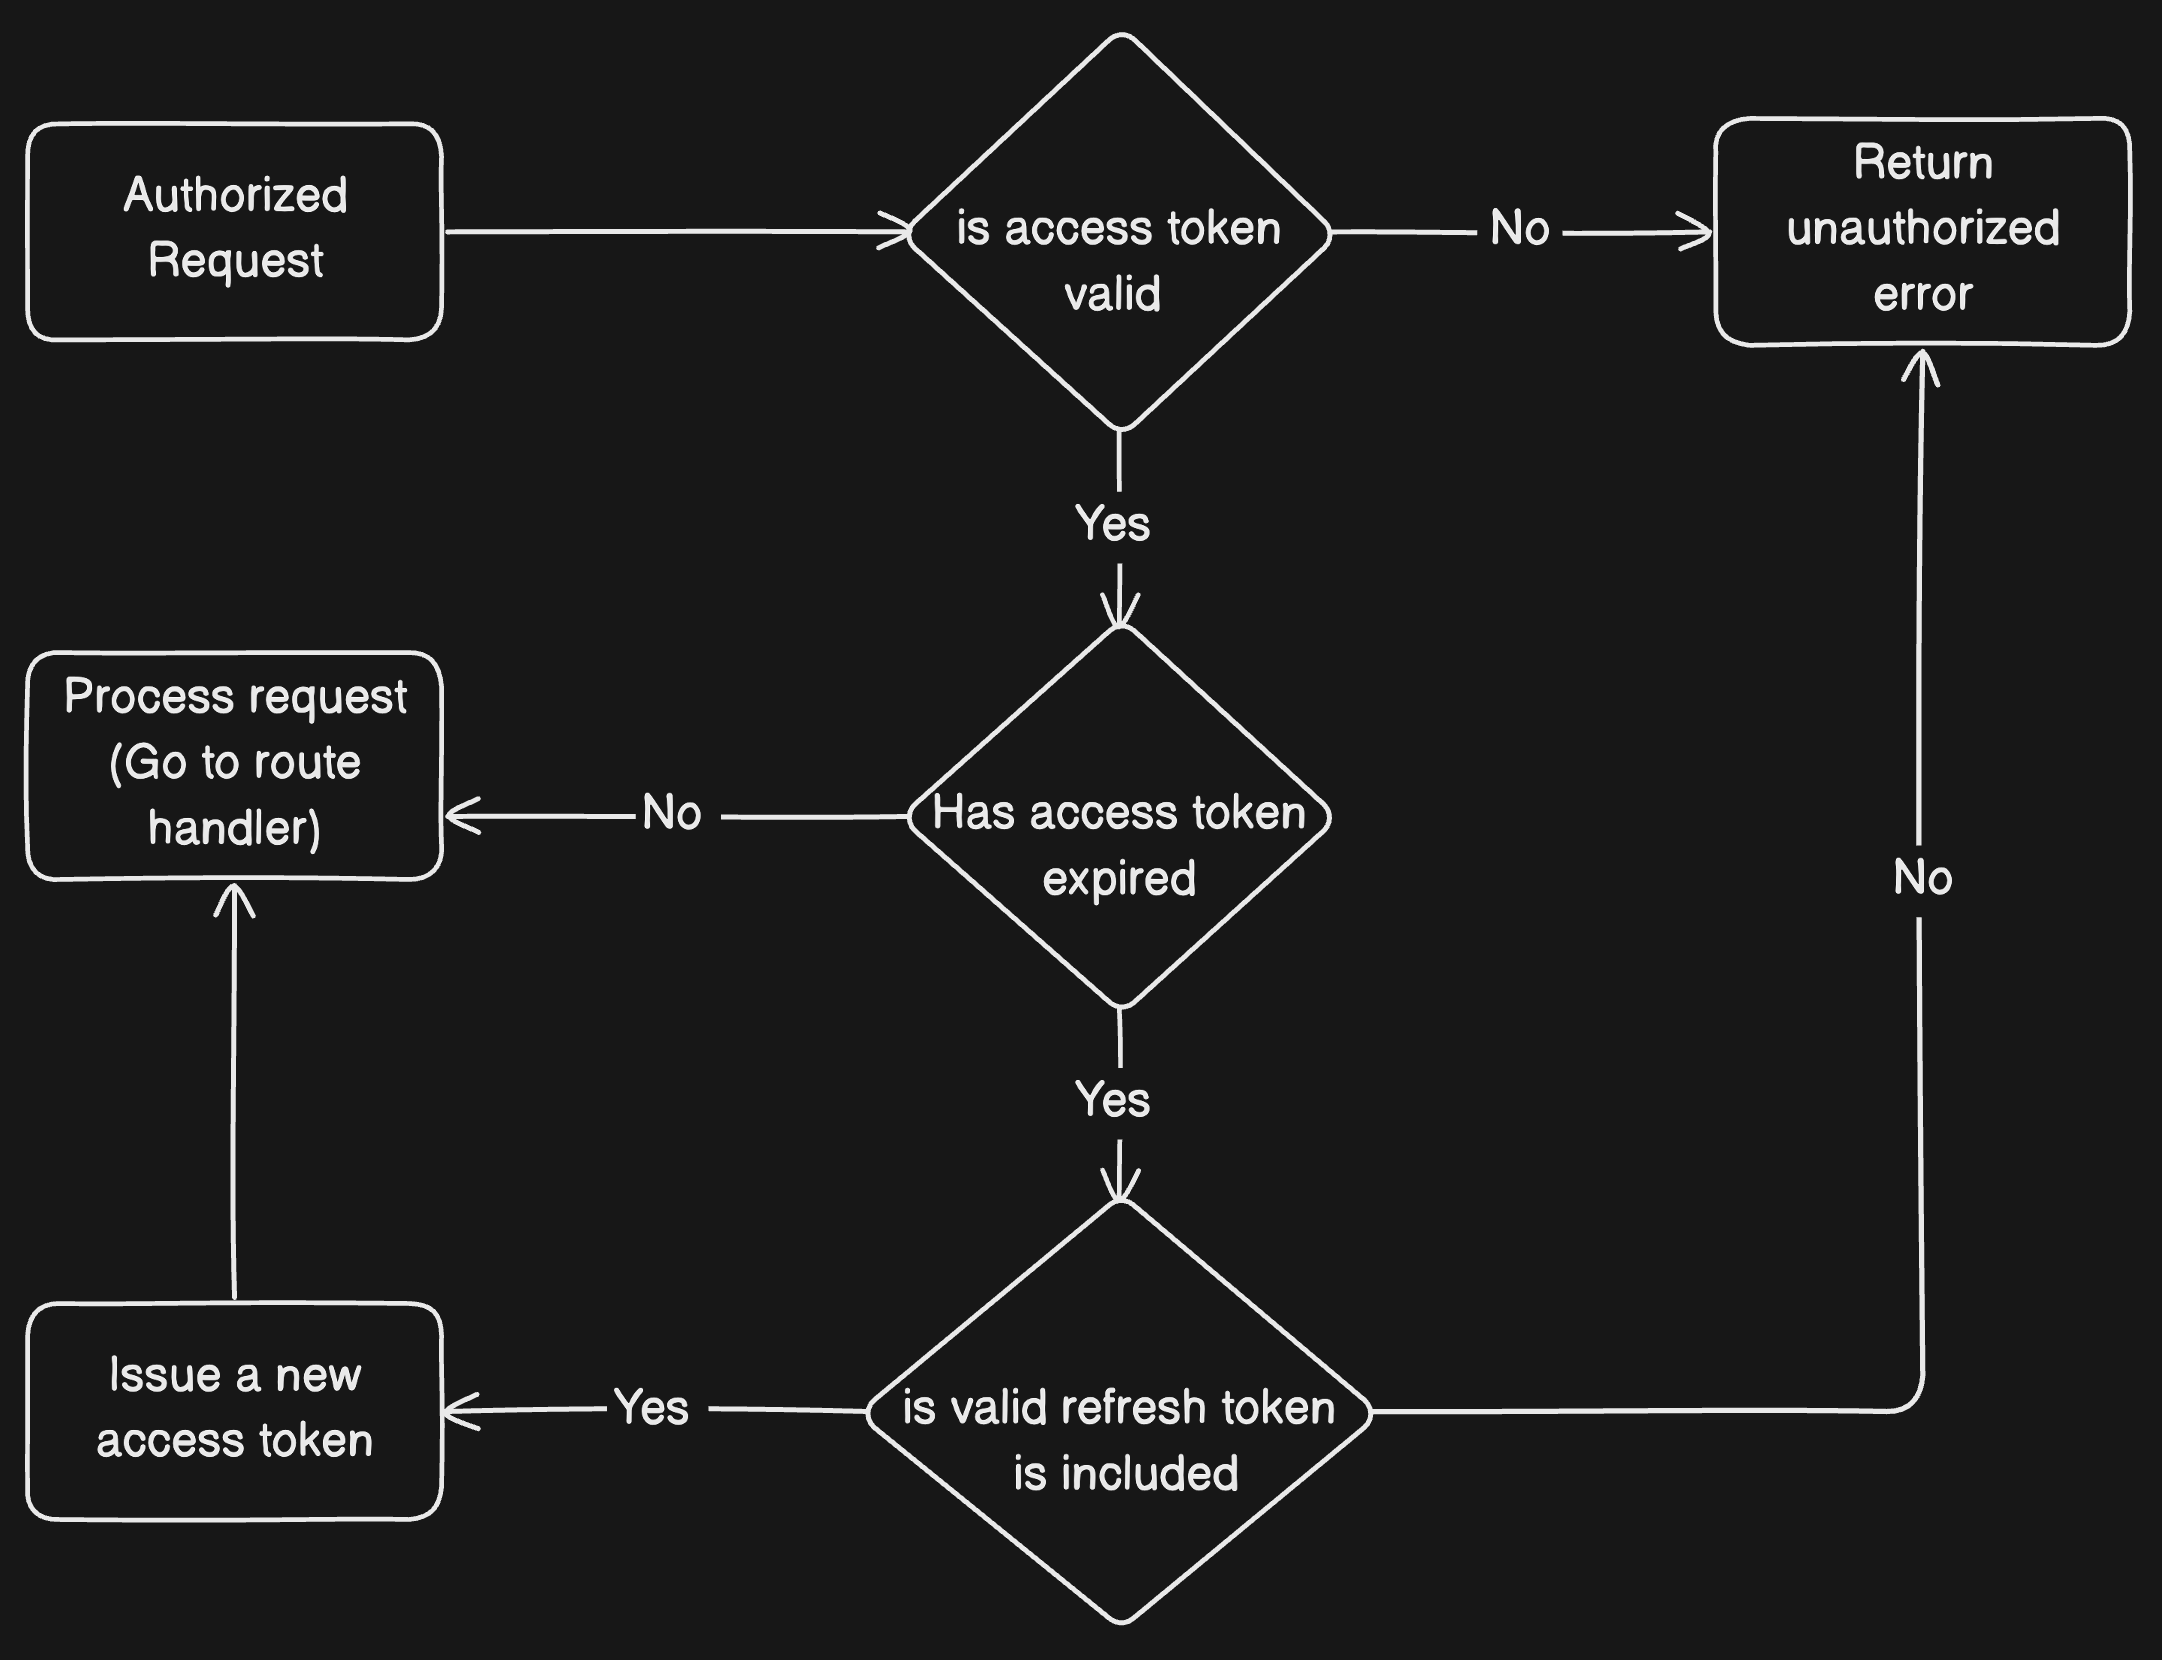 Authorized
Request
is access token
valid
No
Return
unauthorized
error
Yes
Process request
(Go to route
handler)
No
Has access token
expired
No
Yes
Issue a new
access token
Yes
is valid refresh token
is included